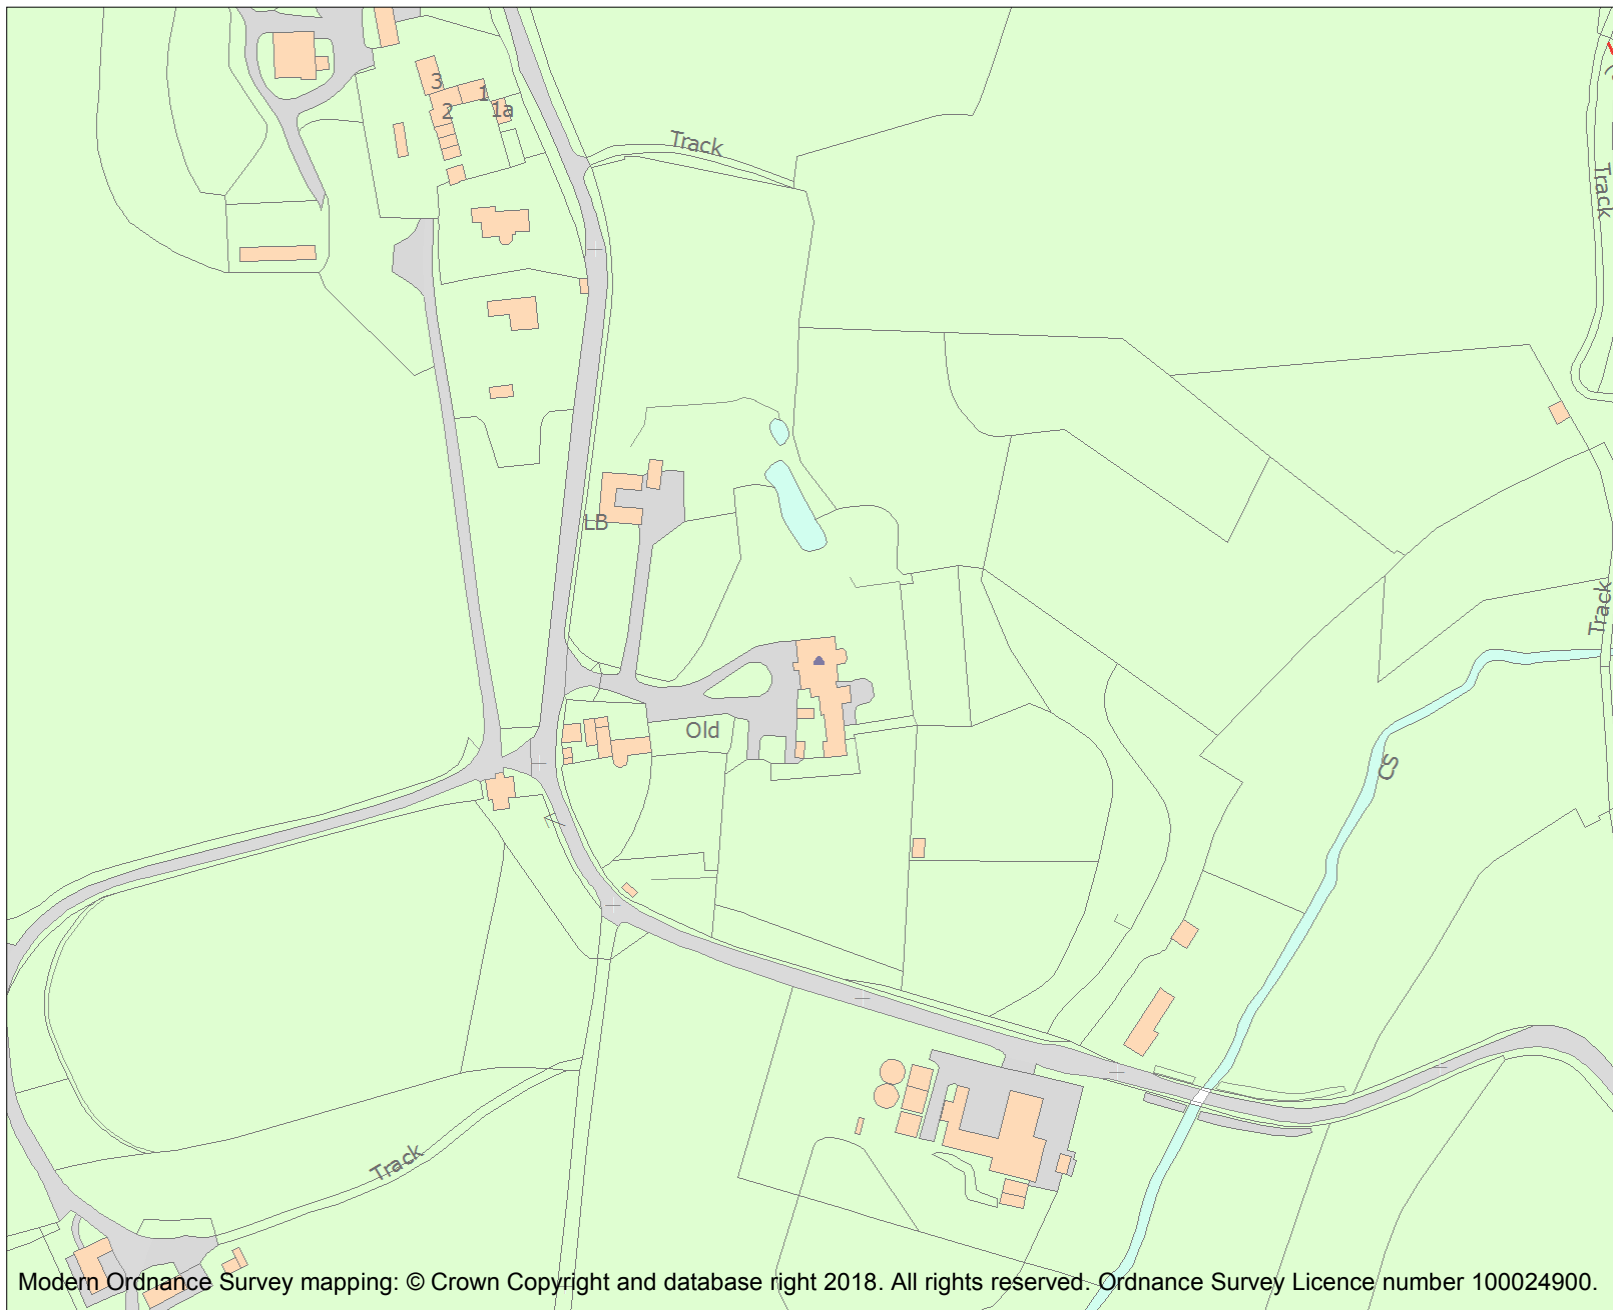 3
1
2
1a
Track
Track
LB
Track
Old
CS
Track
Modern Ordnance Survey mapping: © Crown Copyright and database right 2018. All rights reserved. Ordnance Survey Licence number 100024900.